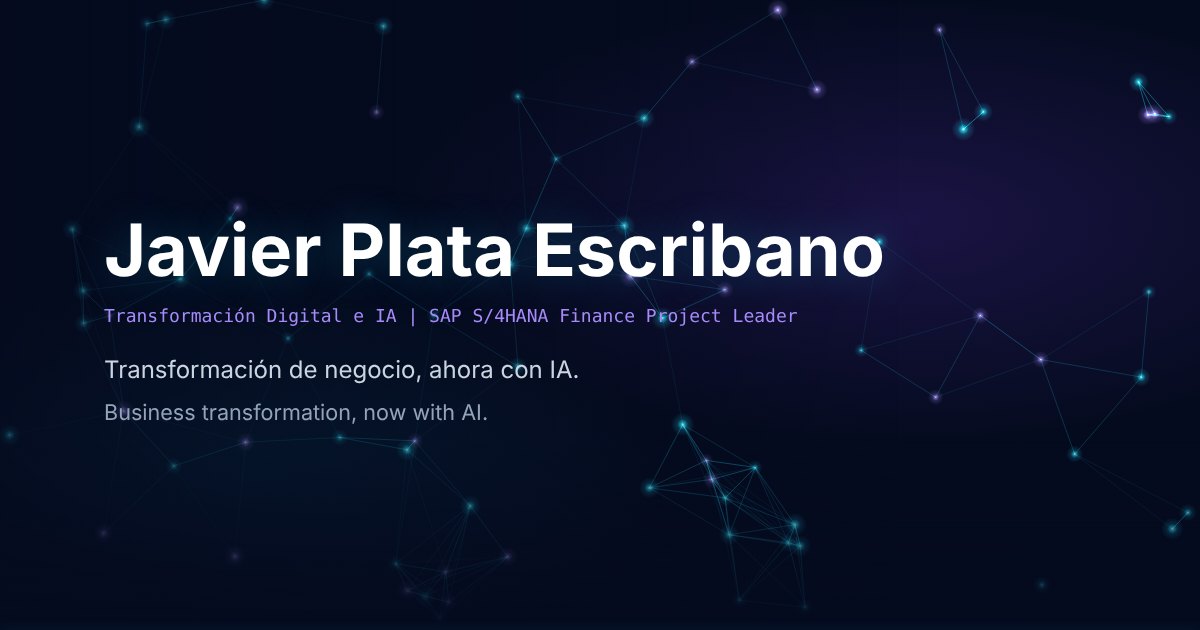 Javier Plata Escribano
Transformación Digital e IA | SAP S/4HANA Finance Project Leader
Transformación de negocio, ahora con IA.
Business transformation, now with AI.